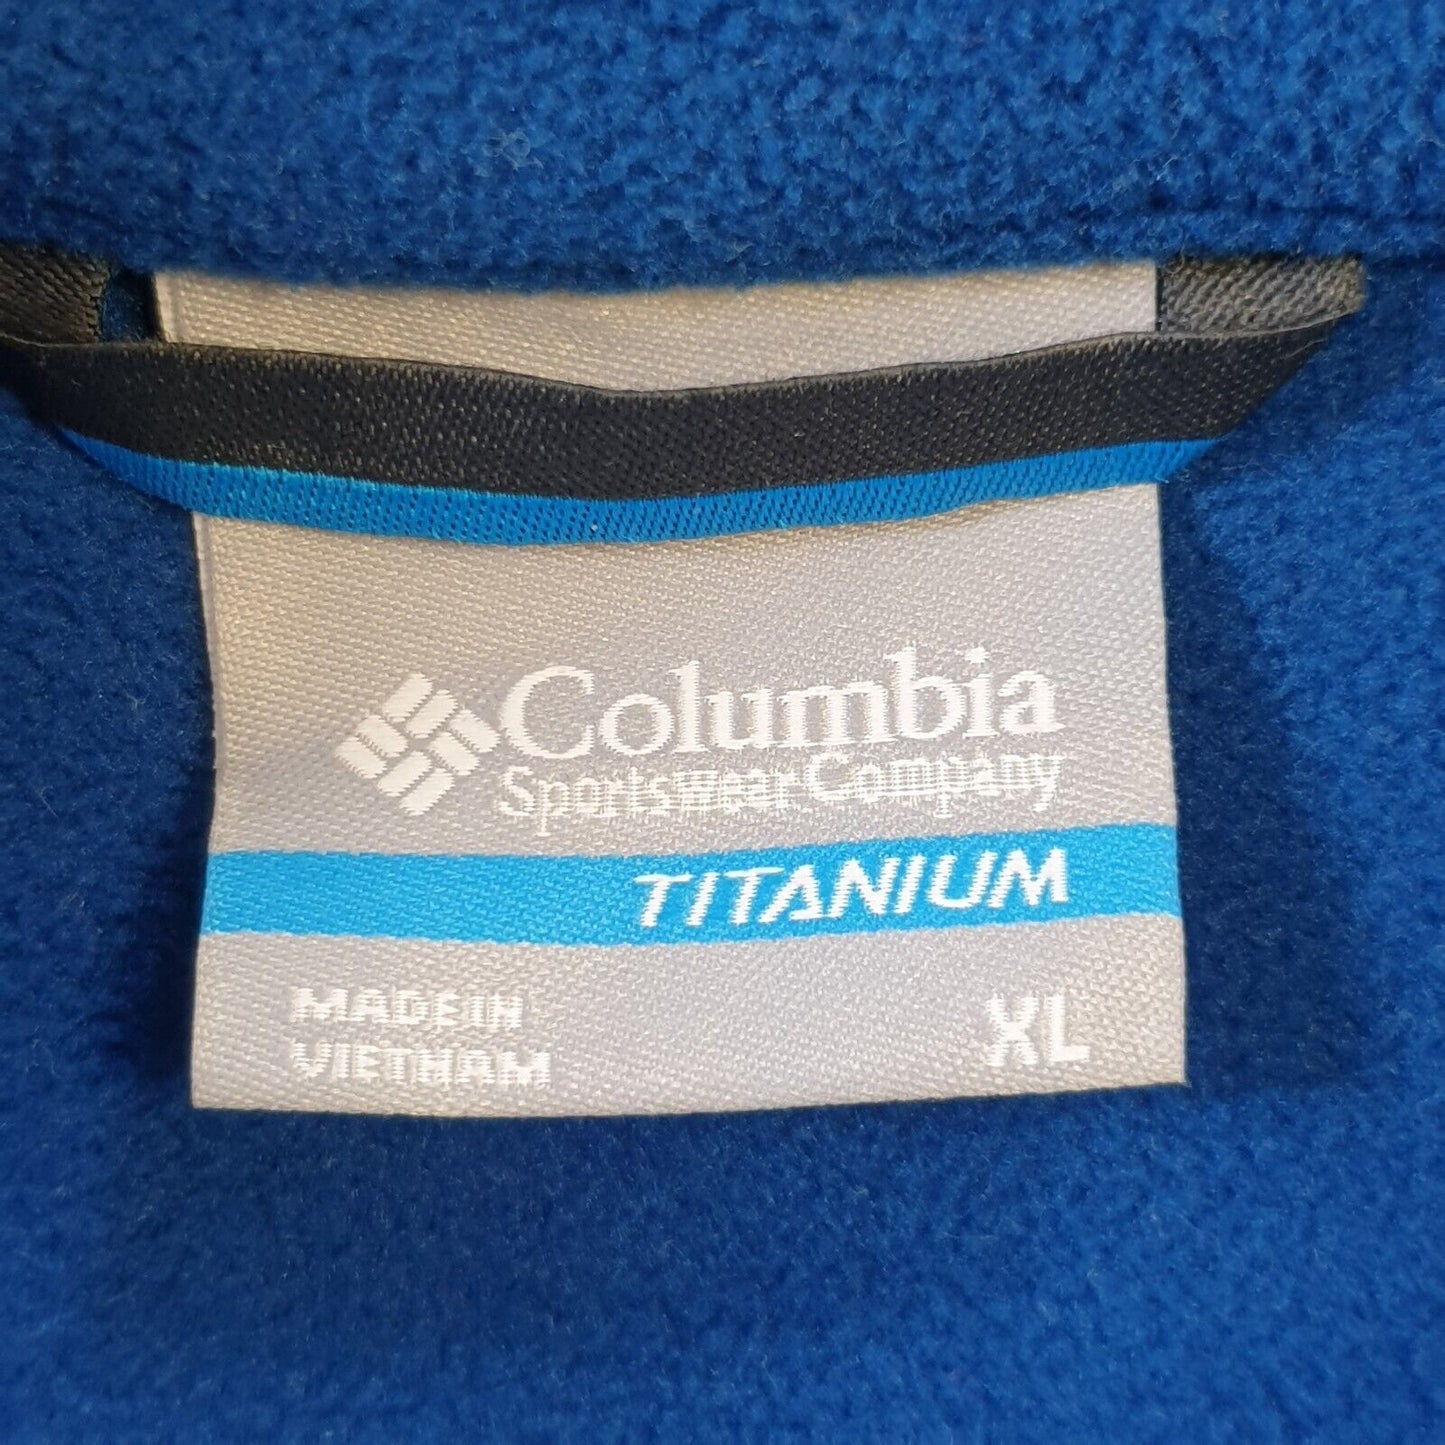 Columbia
Sportswear Company
TITANIUM
MADE IN
VIETNAM
XL